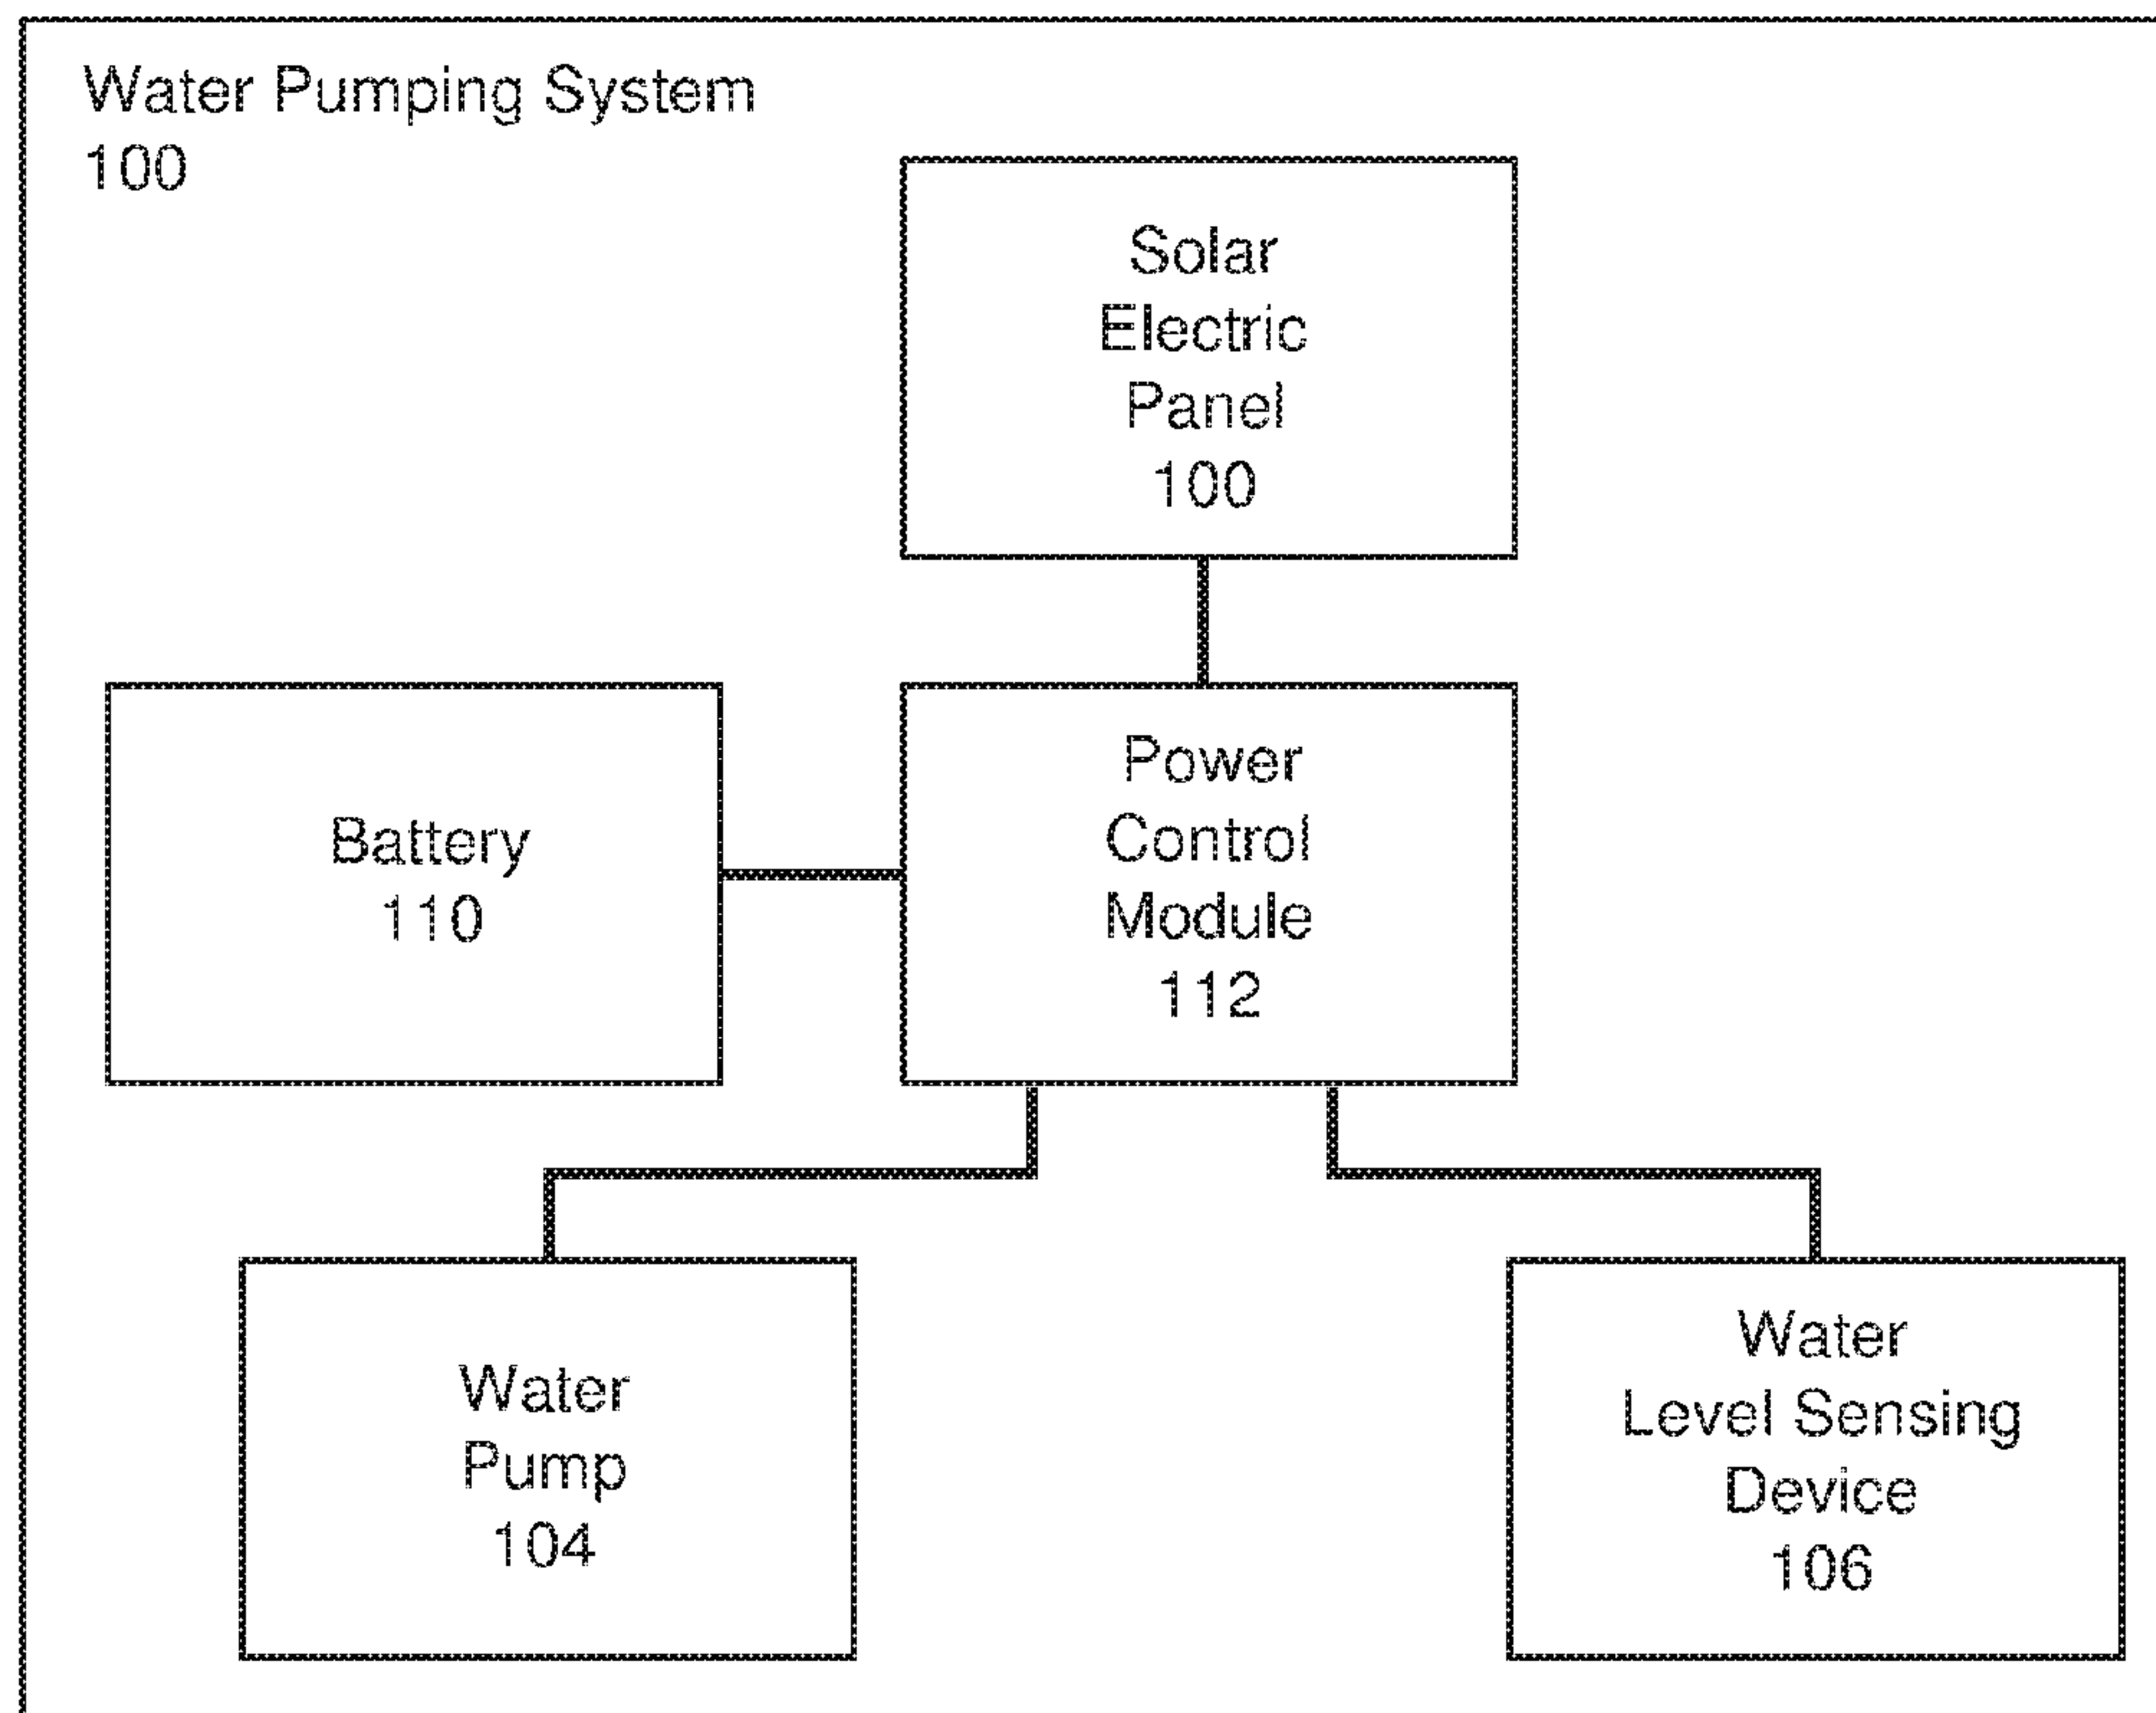 Water Pumping System
100
Solar
Electric
Panel
100
Battery
110
Power
Control
Module
112
Water
Pump
104
Water
Level Sensing
Device
106